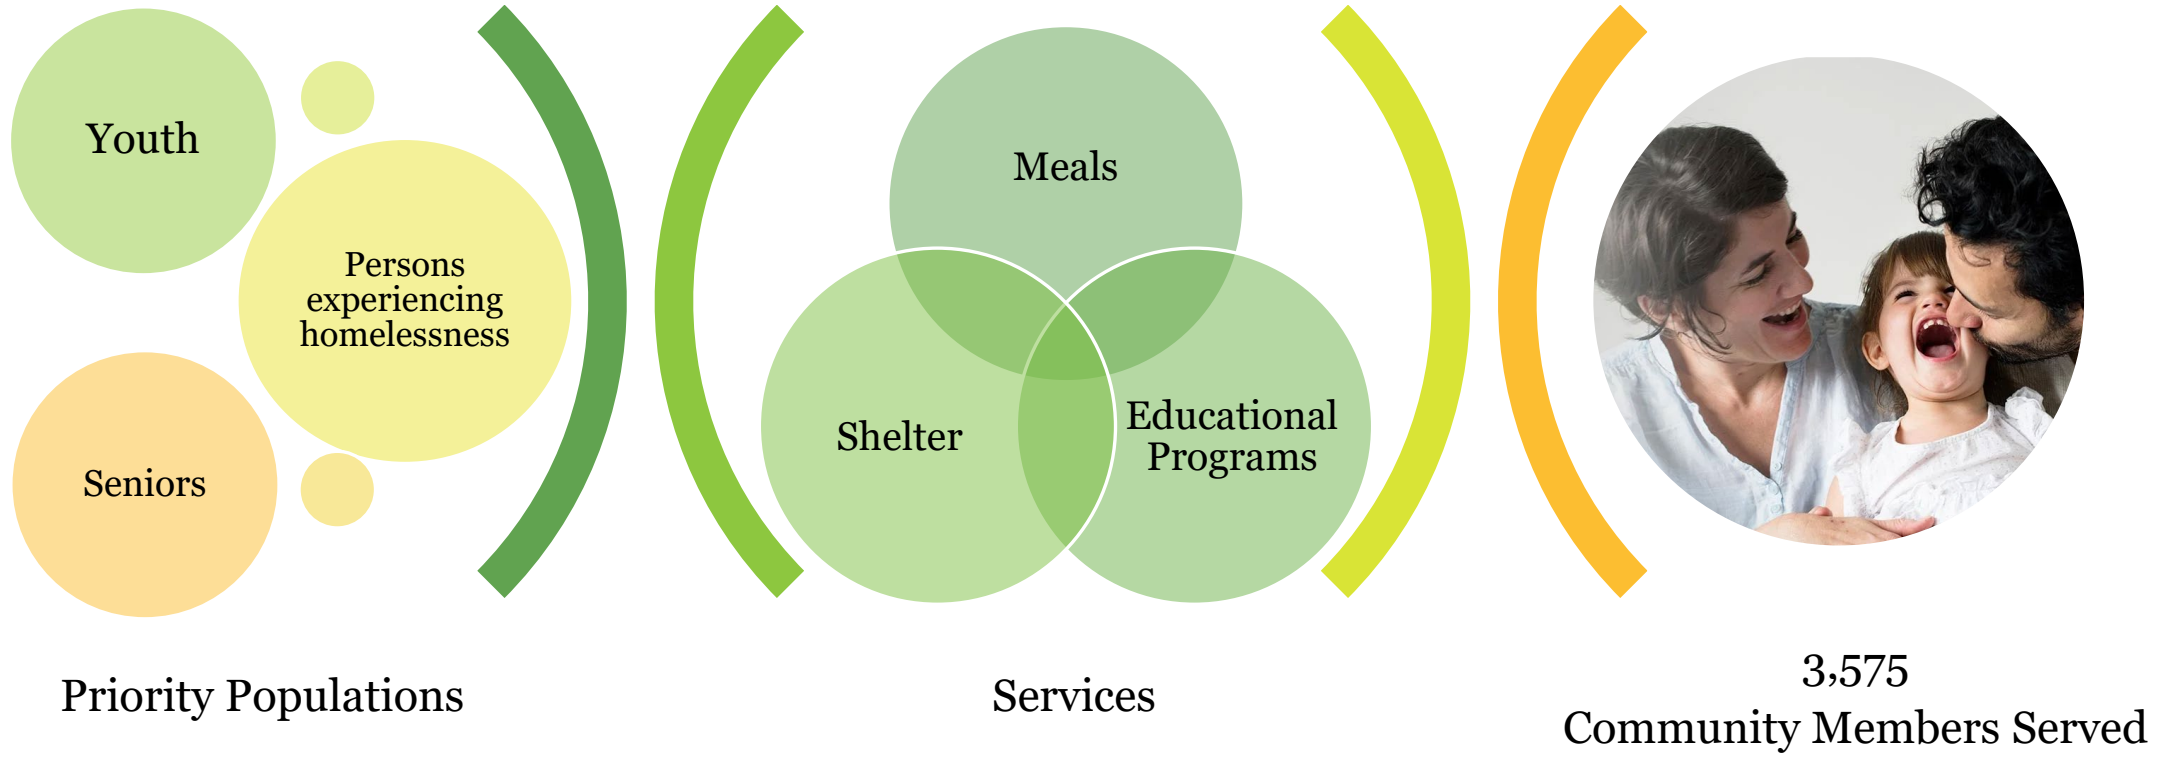 Youth
Persons
experiencing
homelessness
Seniors
Priority Populations
Meals
Shelter
Educational
Programs
Services
3,575
Community Members Served